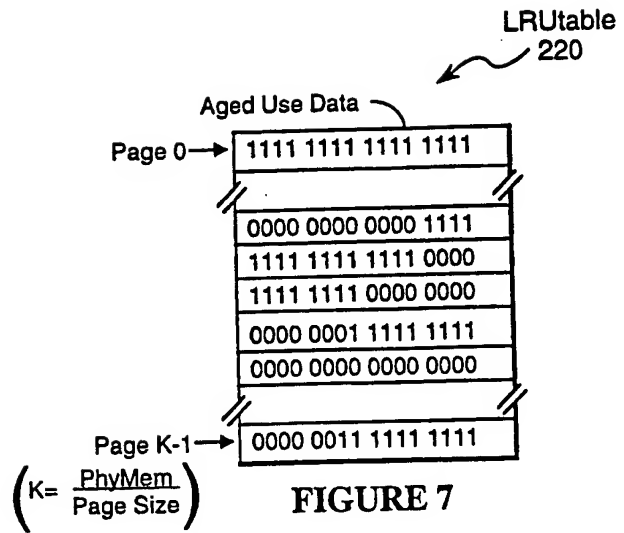 LRUtable
220
Aged Use Data
Page 0
1111 1111 1111 1111
0000 0000 0000 1111
1111 1111 1111 0000
1111 1111 0000 0000
0000 0001 1111 1111
0000 0000 0000 0000
Page K-1
0000 0011 1111 1111
(K= PhyMem
Page Size)
FIGURE 7